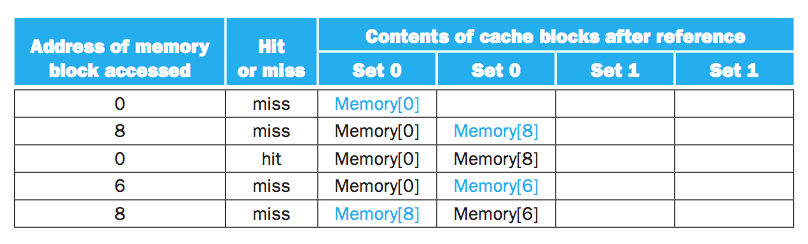 Address of memory block accessed | Hit or miss | Contents of cache blocks after reference
Set 0 | Set 0 | Set 1 | Set 1
0 | miss | Memory[0] | | |
8 | miss | Memory[0] | Memory[8] | |
0 | hit | Memory[0] | Memory[8] | |
6 | miss | Memory[0] | Memory[6] | |
8 | miss | Memory[8] | Memory[6] | |